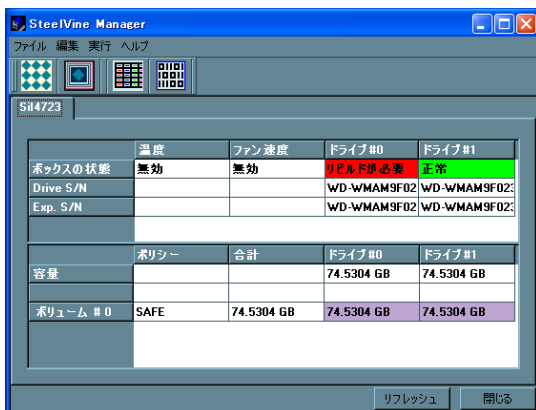 SteelVine Manager
ファイル 編集 実行 ヘルプ
SiI4723
温度 ファン速度 ドライブ#0 ドライブ#1
ボックスの状態 無効 無効 リビルドが必要 正常
Drive S/N WD-WMAM9F02 WD-WMAM9F023
Exp. S/N WD-WMAM9F02 WD-WMAM9F023
ポリシー 合計 ドライブ#0 ドライブ#1
容量 74.5304 GB 74.5304 GB
ボリューム #0 SAFE 74.5304 GB 74.5304 GB 74.5304 GB
リフレッシュ 閉じる